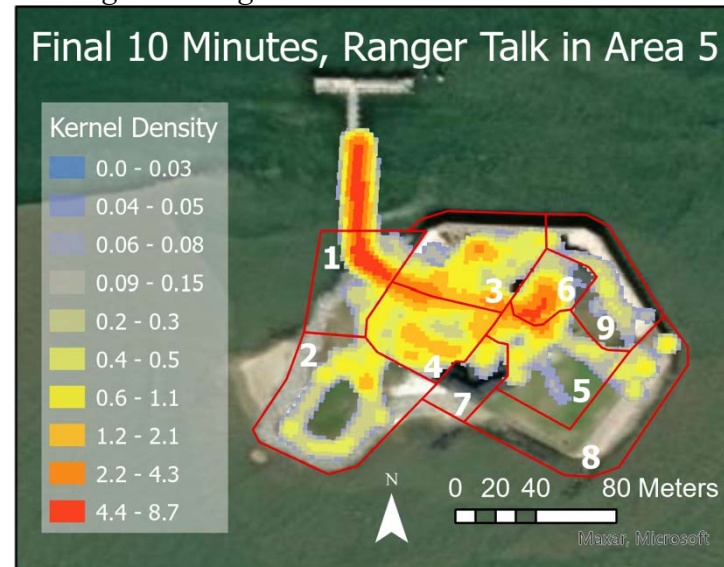 Final 10 Minutes, Ranger Talk in Area 5
Kernel Density
0.0 - 0.03
0.04 - 0.05
0.06 - 0.08
0.09 - 0.15
0.2 - 0.3
0.4 - 0.5
0.6 - 1.1
1.2 - 2.1
2.2 - 4.3
4.4 - 8.7
1
3
6
9
2
4
5
7
8
N
0 20 40 80 Meters
Maxar, Microsoft